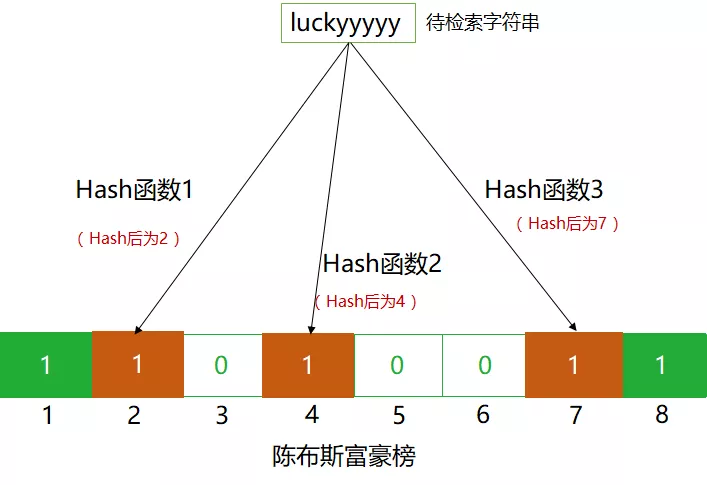 luckyyyyy 待检索字符串
Hash函数1
（Hash后为2）
Hash函数3
（Hash后为7）
Hash函数2
（Hash后为4）
1 1 0 1 0 0 1 1
1 2 3 4 5 6 7 8
陈布斯富豪榜